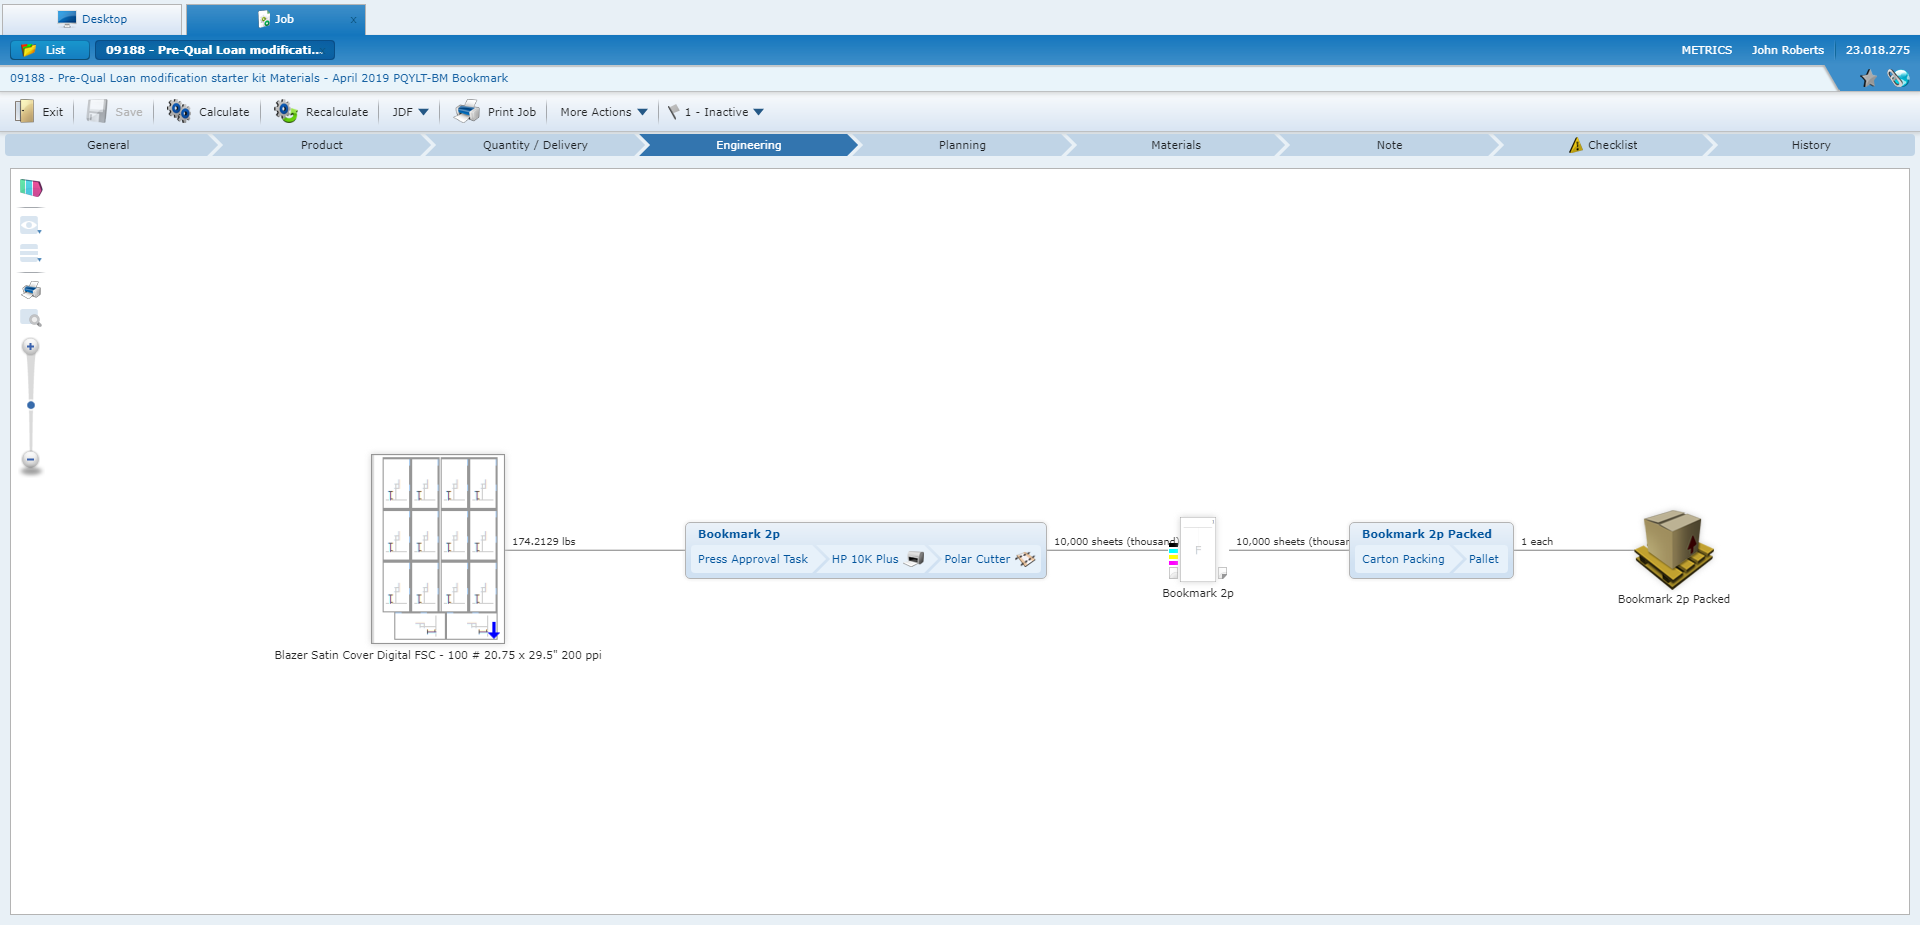 Desktop
Job x
List
09188 - Pre-Qual Loan modificati...
METRICS John Roberts 23.018.275
09188 - Pre-Qual Loan modification starter kit Materials - April 2019 PQYLT-BM Bookmark
Exit Save Calculate Recalculate JDF Print Job More Actions 1 - Inactive
General Product Quantity / Delivery Engineering Planning Materials Note Checklist History
Blazer Satin Cover Digital FSC - 100 # 20.75 x 29.5" 200 ppi
174.2129 lbs
Bookmark 2p
Press Approval Task HP 10K Plus Polar Cutter
10,000 sheets (thousand)
F
Bookmark 2p
10,000 sheets (thousar
Bookmark 2p Packed
Carton Packing Pallet
1 each
Bookmark 2p Packed